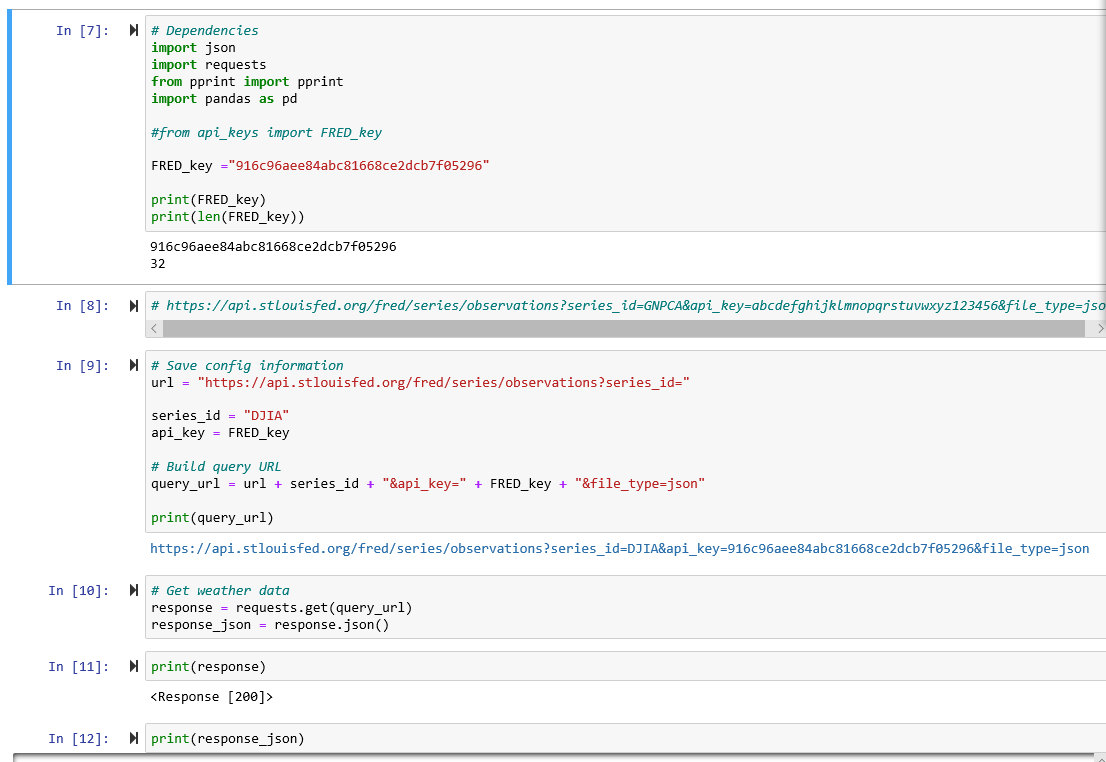 In [7]:
# Dependencies
import json
import requests
from pprint import pprint
import pandas as pd
#from api_keys import FRED_key
FRED_key ="916c96aee84abc81668ce2dcb7f05296"
print(FRED_key)
print(len(FRED_key))
916c96aee84abc81668ce2dcb7f05296
32
In [8]:
# https://api.stlouisfed.org/fred/series/observations?series_id=GNPCA&api_key=abcdefghijklmnopqrstuvwxyz123456&file_type=jso
In [9]:
# Save config information
url = "https://api.stlouisfed.org/fred/series/observations?series_id="
series_id = "DJIA"
api_key = FRED_key
# Build query URL
query_url = url + series_id + "&api_key=" + FRED_key + "&file_type=json"
print(query_url)
https://api.stlouisfed.org/fred/series/observations?series_id=DJIA&api_key=916c96aee84abc81668ce2dcb7f05296&file_type=json
In [10]:
# Get weather data
response = requests.get(query_url)
response_json = response.json()
In [11]:
print(response)
<Response [200]>
In [12]:
print(response_json)